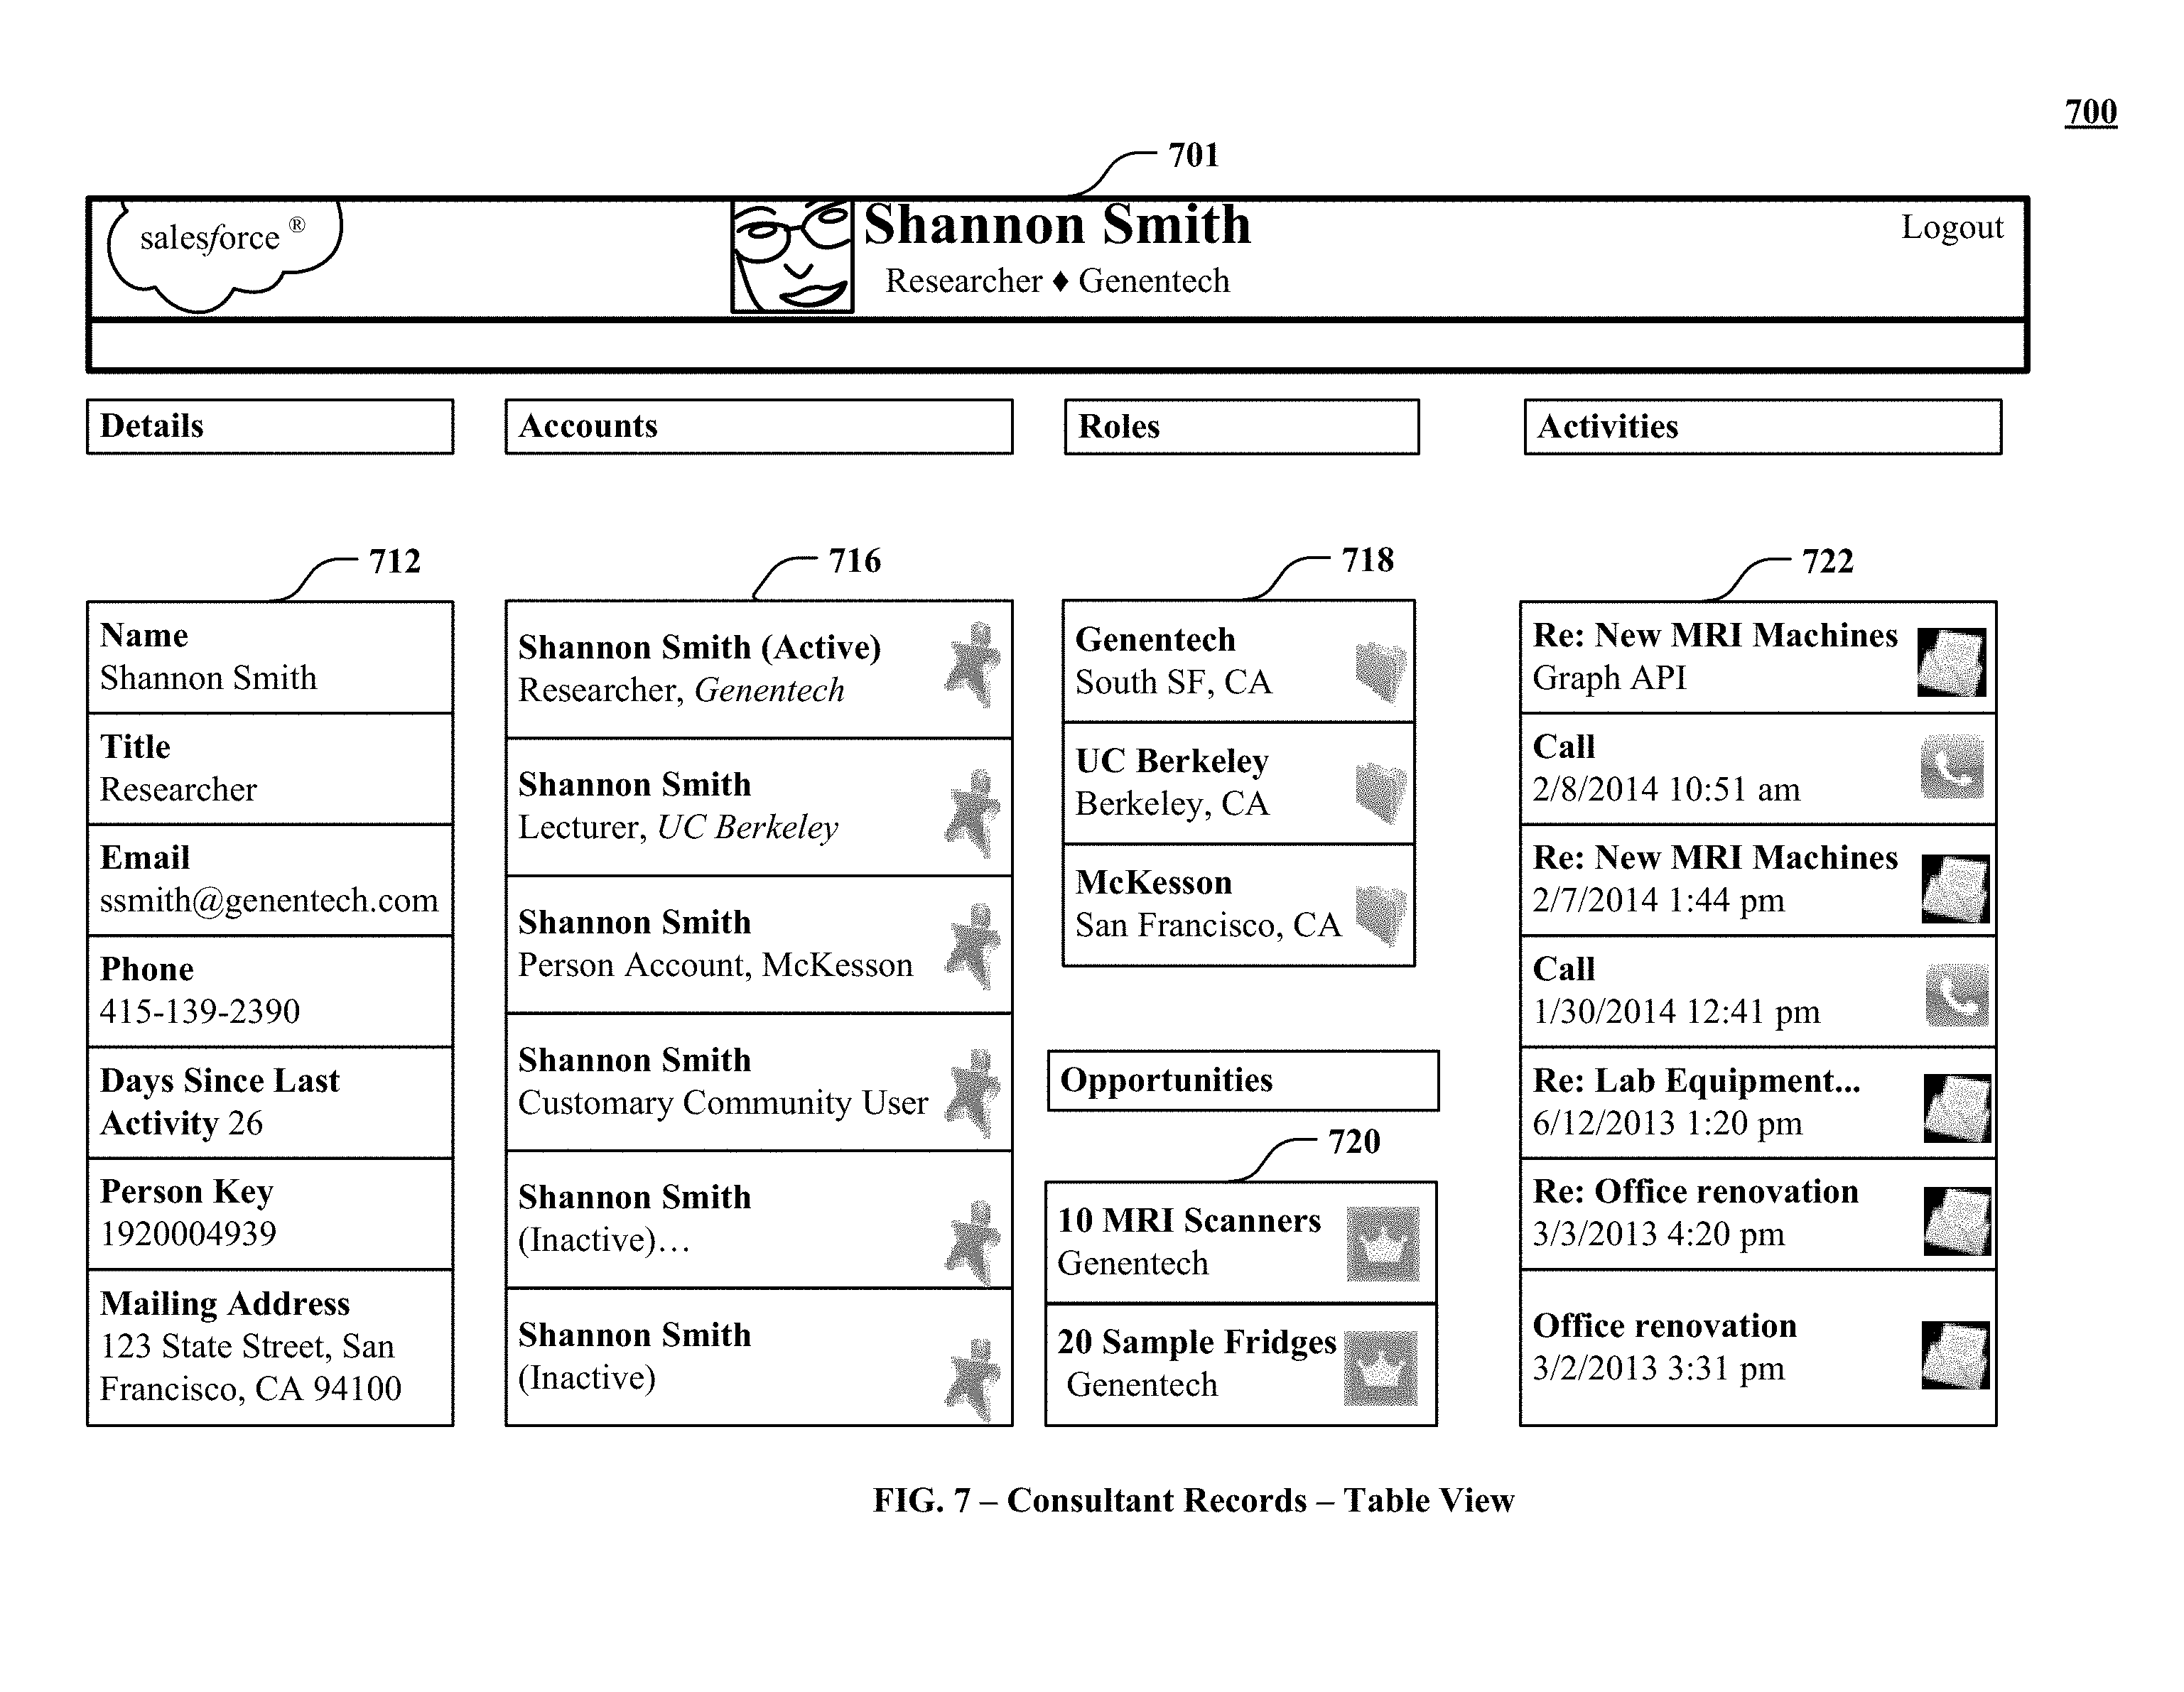 700
701
salesforce ®
Shannon Smith
Researcher ♦ Genentech
Logout
Details
Accounts
Roles
Activities
712
Name
Shannon Smith
Title
Researcher
Email
ssmith@genentech.com
Phone
415-139-2390
Days Since Last
Activity 26
Person Key
1920004939
Mailing Address
123 State Street, San
Francisco, CA 94100
716
Shannon Smith (Active)
Researcher, Genentech
Shannon Smith
Lecturer, UC Berkeley
Shannon Smith
Person Account, McKesson
Shannon Smith
Customary Community User
Shannon Smith
(Inactive)…
Shannon Smith
(Inactive)
718
Genentech
South SF, CA
UC Berkeley
Berkeley, CA
McKesson
San Francisco, CA
Opportunities
720
10 MRI Scanners
Genentech
20 Sample Fridges
Genentech
722
Re: New MRI Machines
Graph API
Call
2/8/2014 10:51 am
Re: New MRI Machines
2/7/2014 1:44 pm
Call
1/30/2014 12:41 pm
Re: Lab Equipment...
6/12/2013 1:20 pm
Re: Office renovation
3/3/2013 4:20 pm
Office renovation
3/2/2013 3:31 pm
FIG. 7 – Consultant Records – Table View